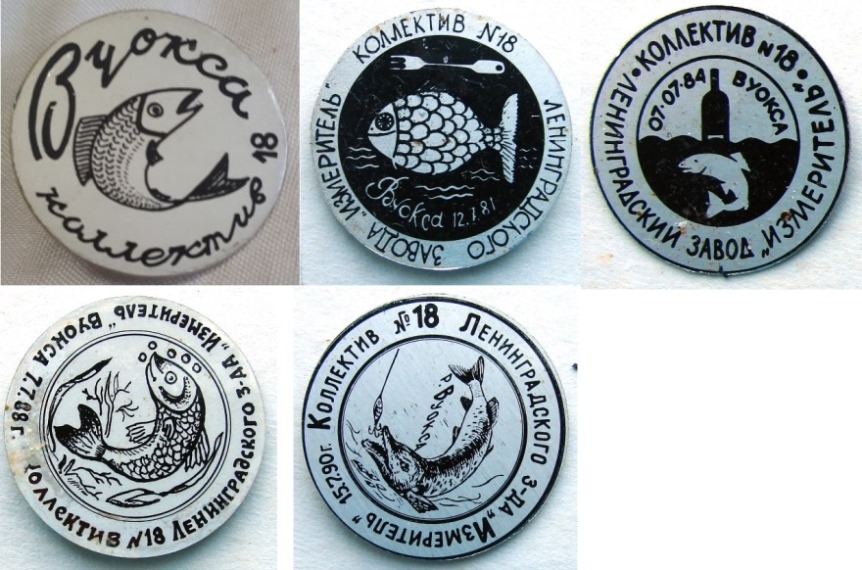 Вуокса
коллектив 18
КОЛЛЕКТИВ №18
ЛЕНИНГРАДСКОГО ЗАВОДА „ИЗМЕРИТЕЛЬ"
Вуокса 12.7.81
• КОЛЛЕКТИВ №18 •
ЛЕНИНГРАДСКИЙ ЗАВОД „ИЗМЕРИТЕЛЬ"
07·07·84 ВУОКСА
КОЛЛЕКТИВ №18 ЛЕНИНГРАДСКОГО З-ДА „ИЗМЕРИТЕЛЬ" ВУОКСА 7.7.88 г.
КОЛЛЕКТИВ №18 ЛЕНИНГРАДСКОГО З-ДА „ИЗМЕРИТЕЛЬ" 15.7.90г.
р. Вуокса